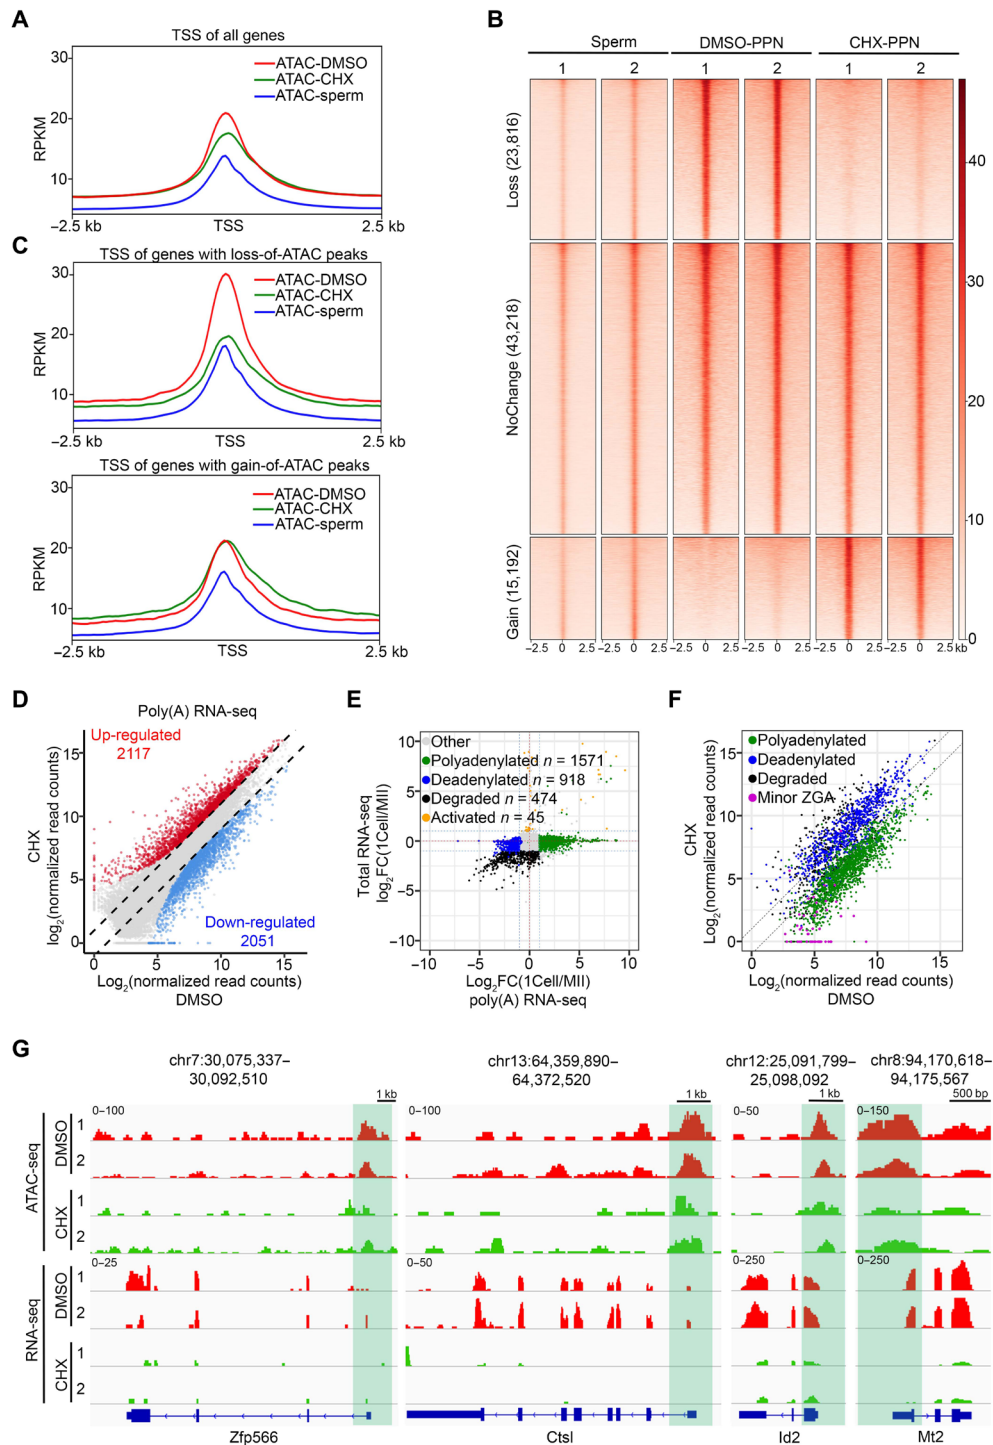 A
TSS of all genes
30
20
10
RPKM
ATAC-DMSO
ATAC-CHX
ATAC-sperm
−2.5 kb TSS 2.5 kb
B
Sperm DMSO-PPN CHX-PPN
1 2 1 2 1 2
Loss (23,816)
NoChange (43,218)
Gain (15,192)
40
30
20
10
0
−2.5 0 2.5 −2.5 0 2.5 −2.5 0 2.5 −2.5 0 2.5 −2.5 0 2.5 −2.5 0 2.5 kb
C
TSS of genes with loss-of-ATAC peaks
30
20
10
RPKM
ATAC-DMSO
ATAC-CHX
ATAC-sperm
−2.5 kb TSS 2.5 kb
TSS of genes with gain-of-ATAC peaks
30
20
10
RPKM
ATAC-DMSO
ATAC-CHX
ATAC-sperm
−2.5 kb TSS 2.5 kb
D
Poly(A) RNA-seq
Up-regulated
2117
Down-regulated
2051
CHX
log2(normalized read counts)
15
10
5
0
0 5 10 15
Log2(normalized read counts)
DMSO
E
Total RNA-seq
log2FC(1Cell/MII)
10
5
0
−5
−10
Other
Polyadenylated n = 1571
Deadenylated n = 918
Degraded n = 474
Activated n = 45
−10 −5 0 5 10
Log2FC(1Cell/MII)
poly(A) RNA-seq
F
CHX
Log2(normalized read counts)
15
10
5
0
Polyadenylated
Deadenylated
Degraded
Minor ZGA
0 5 10 15
Log2(normalized read counts)
DMSO
G
chr7:30,075,337–
30,092,510
1 kb
chr13:64,359,890–
64,372,520
1 kb
chr12:25,091,799–
25,098,092
1 kb
chr8:94,170,618–
94,175,567
500 bp
ATAC-seq
DMSO
1
2
CHX
1
2
0–100 0–100 0–50 0–150
RNA-seq
DMSO
1
2
CHX
1
2
0–25 0–50 0–250 0–250
Zfp566 Ctsl Id2 Mt2